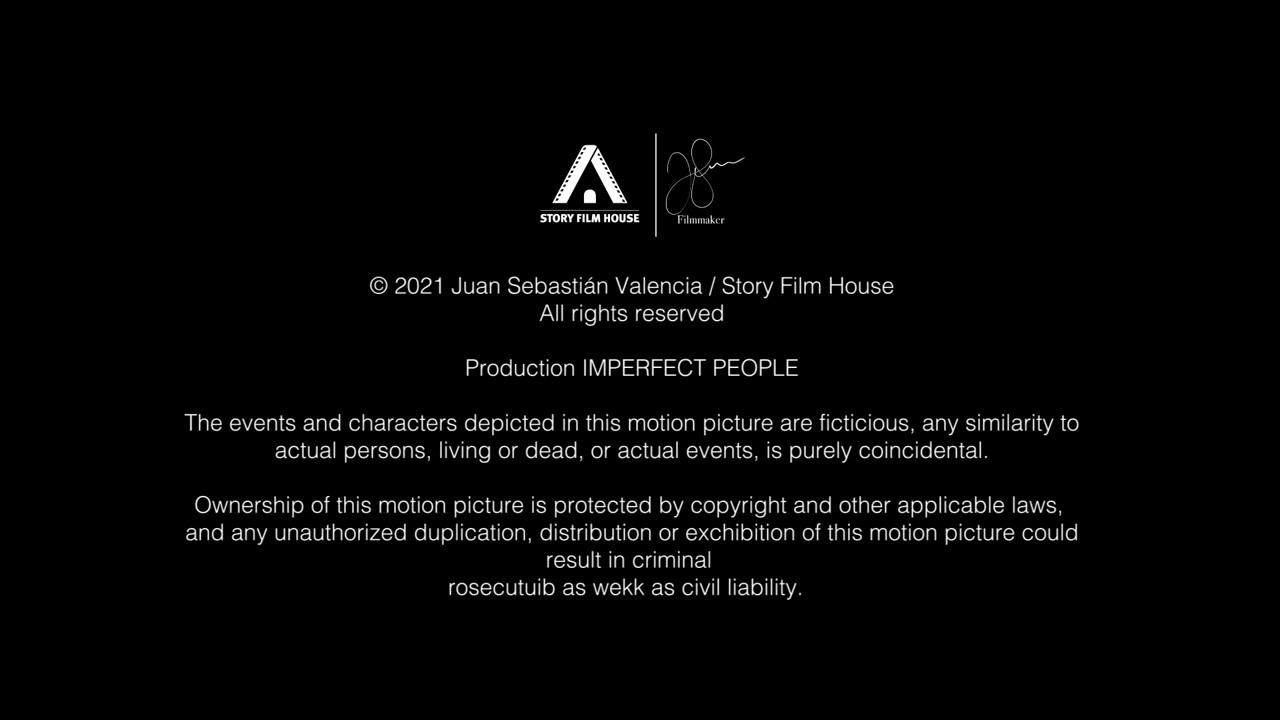 STORY FILM HOUSE
Filmmaker
© 2021 Juan Sebastián Valencia / Story Film House
All rights reserved
Production IMPERFECT PEOPLE
The events and characters depicted in this motion picture are ficticious, any similarity to
actual persons, living or dead, or actual events, is purely coincidental.
Ownership of this motion picture is protected by copyright and other applicable laws,
and any unauthorized duplication, distribution or exchibition of this motion picture could
result in criminal
rosecutuib as wekk as civil liability.